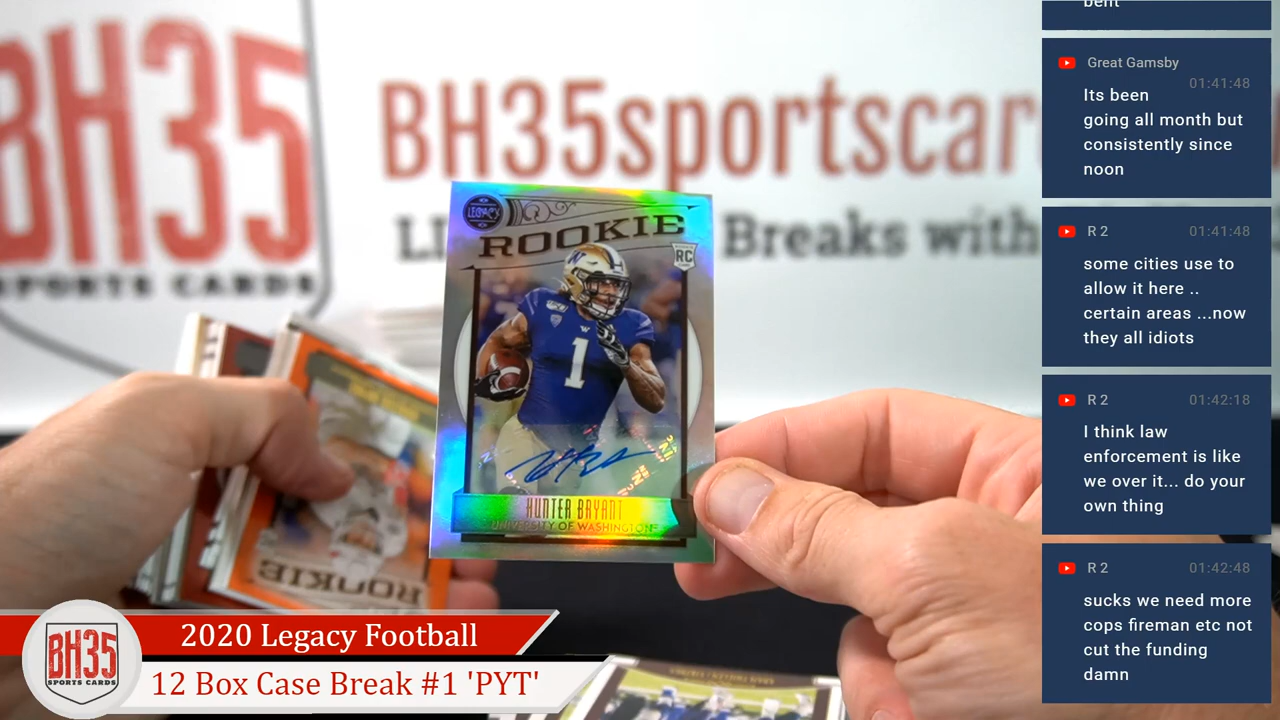 BH35
SPORTS CARDS
BH35sportscar
Breaks with
LEGACY
ROOKIE
RC
W
1
HUNTER BRYANT
UNIVERSITY OF WASHINGTON
ROOKIE
BH35
SPORTS CARDS
2020 Legacy Football
12 Box Case Break #1 'PYT'
bent
Great Gamsby
01:41:48
Its been
going all month but
consistently since
noon
R 2
01:41:48
some cities use to
allow it here ..
certain areas ...now
they all idiots
R 2
01:42:18
I think law
enforcement is like
we over it... do your
own thing
R 2
01:42:48
sucks we need more
cops fireman etc not
cut the funding
damn